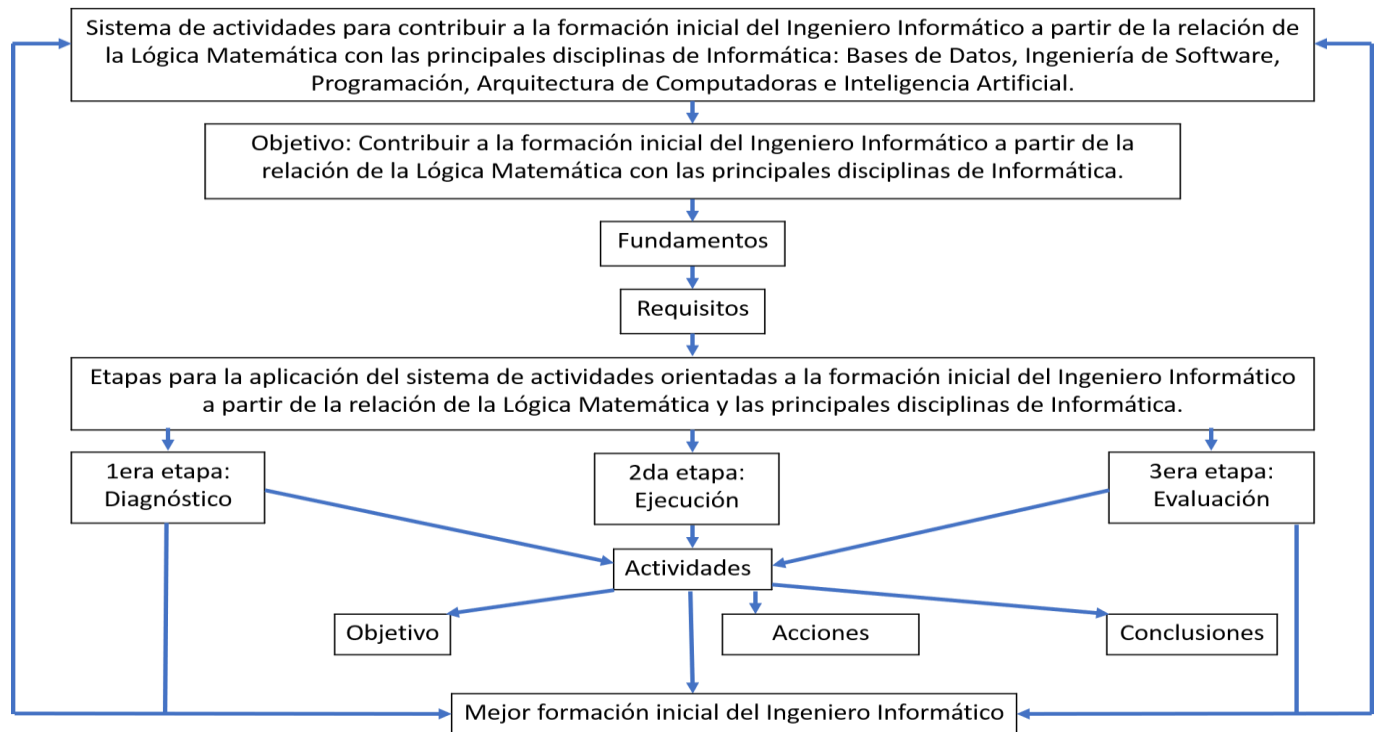 Sistema de actividades para contribuir a la formación inicial del Ingeniero Informático a partir de la relación de
la Lógica Matemática con las principales disciplinas de Informática: Bases de Datos, Ingeniería de Software,
Programación, Arquitectura de Computadoras e Inteligencia Artificial.
Objetivo: Contribuir a la formación inicial del Ingeniero Informático a partir de la
relación de la Lógica Matemática con las principales disciplinas de Informática.
Fundamentos
Requisitos
Etapas para la aplicación del sistema de actividades orientadas a la formación inicial del Ingeniero Informático
a partir de la relación de la Lógica Matemática y las principales disciplinas de Informática.
1era etapa:
Diagnóstico
2da etapa:
Ejecución
3era etapa:
Evaluación
Actividades
Objetivo
Acciones
Conclusiones
Mejor formación inicial del Ingeniero Informático